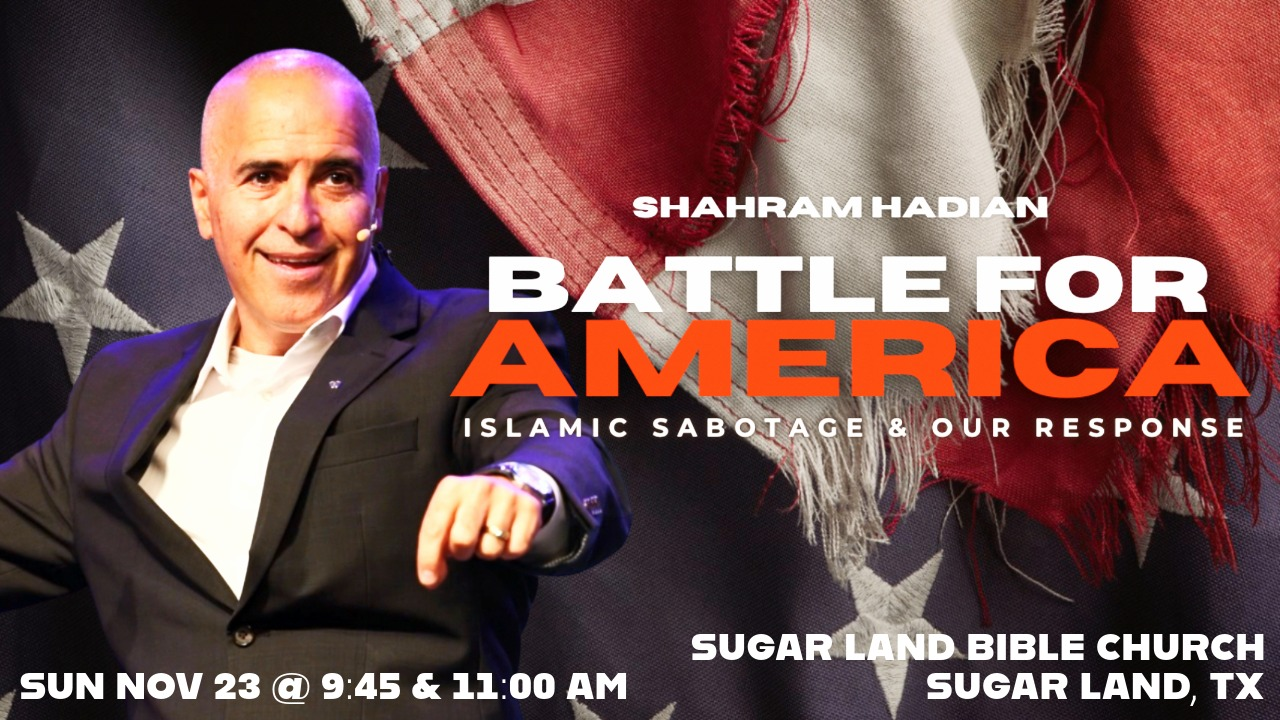 SHAHRAM HADIAN
BATTLE FOR
AMERICA
ISLAMIC SABOTAGE & OUR RESPONSE
SUGAR LAND BIBLE CHURCH
SUGAR LAND, TX
SUN NOV 23 @ 9:45 & 11:00 AM